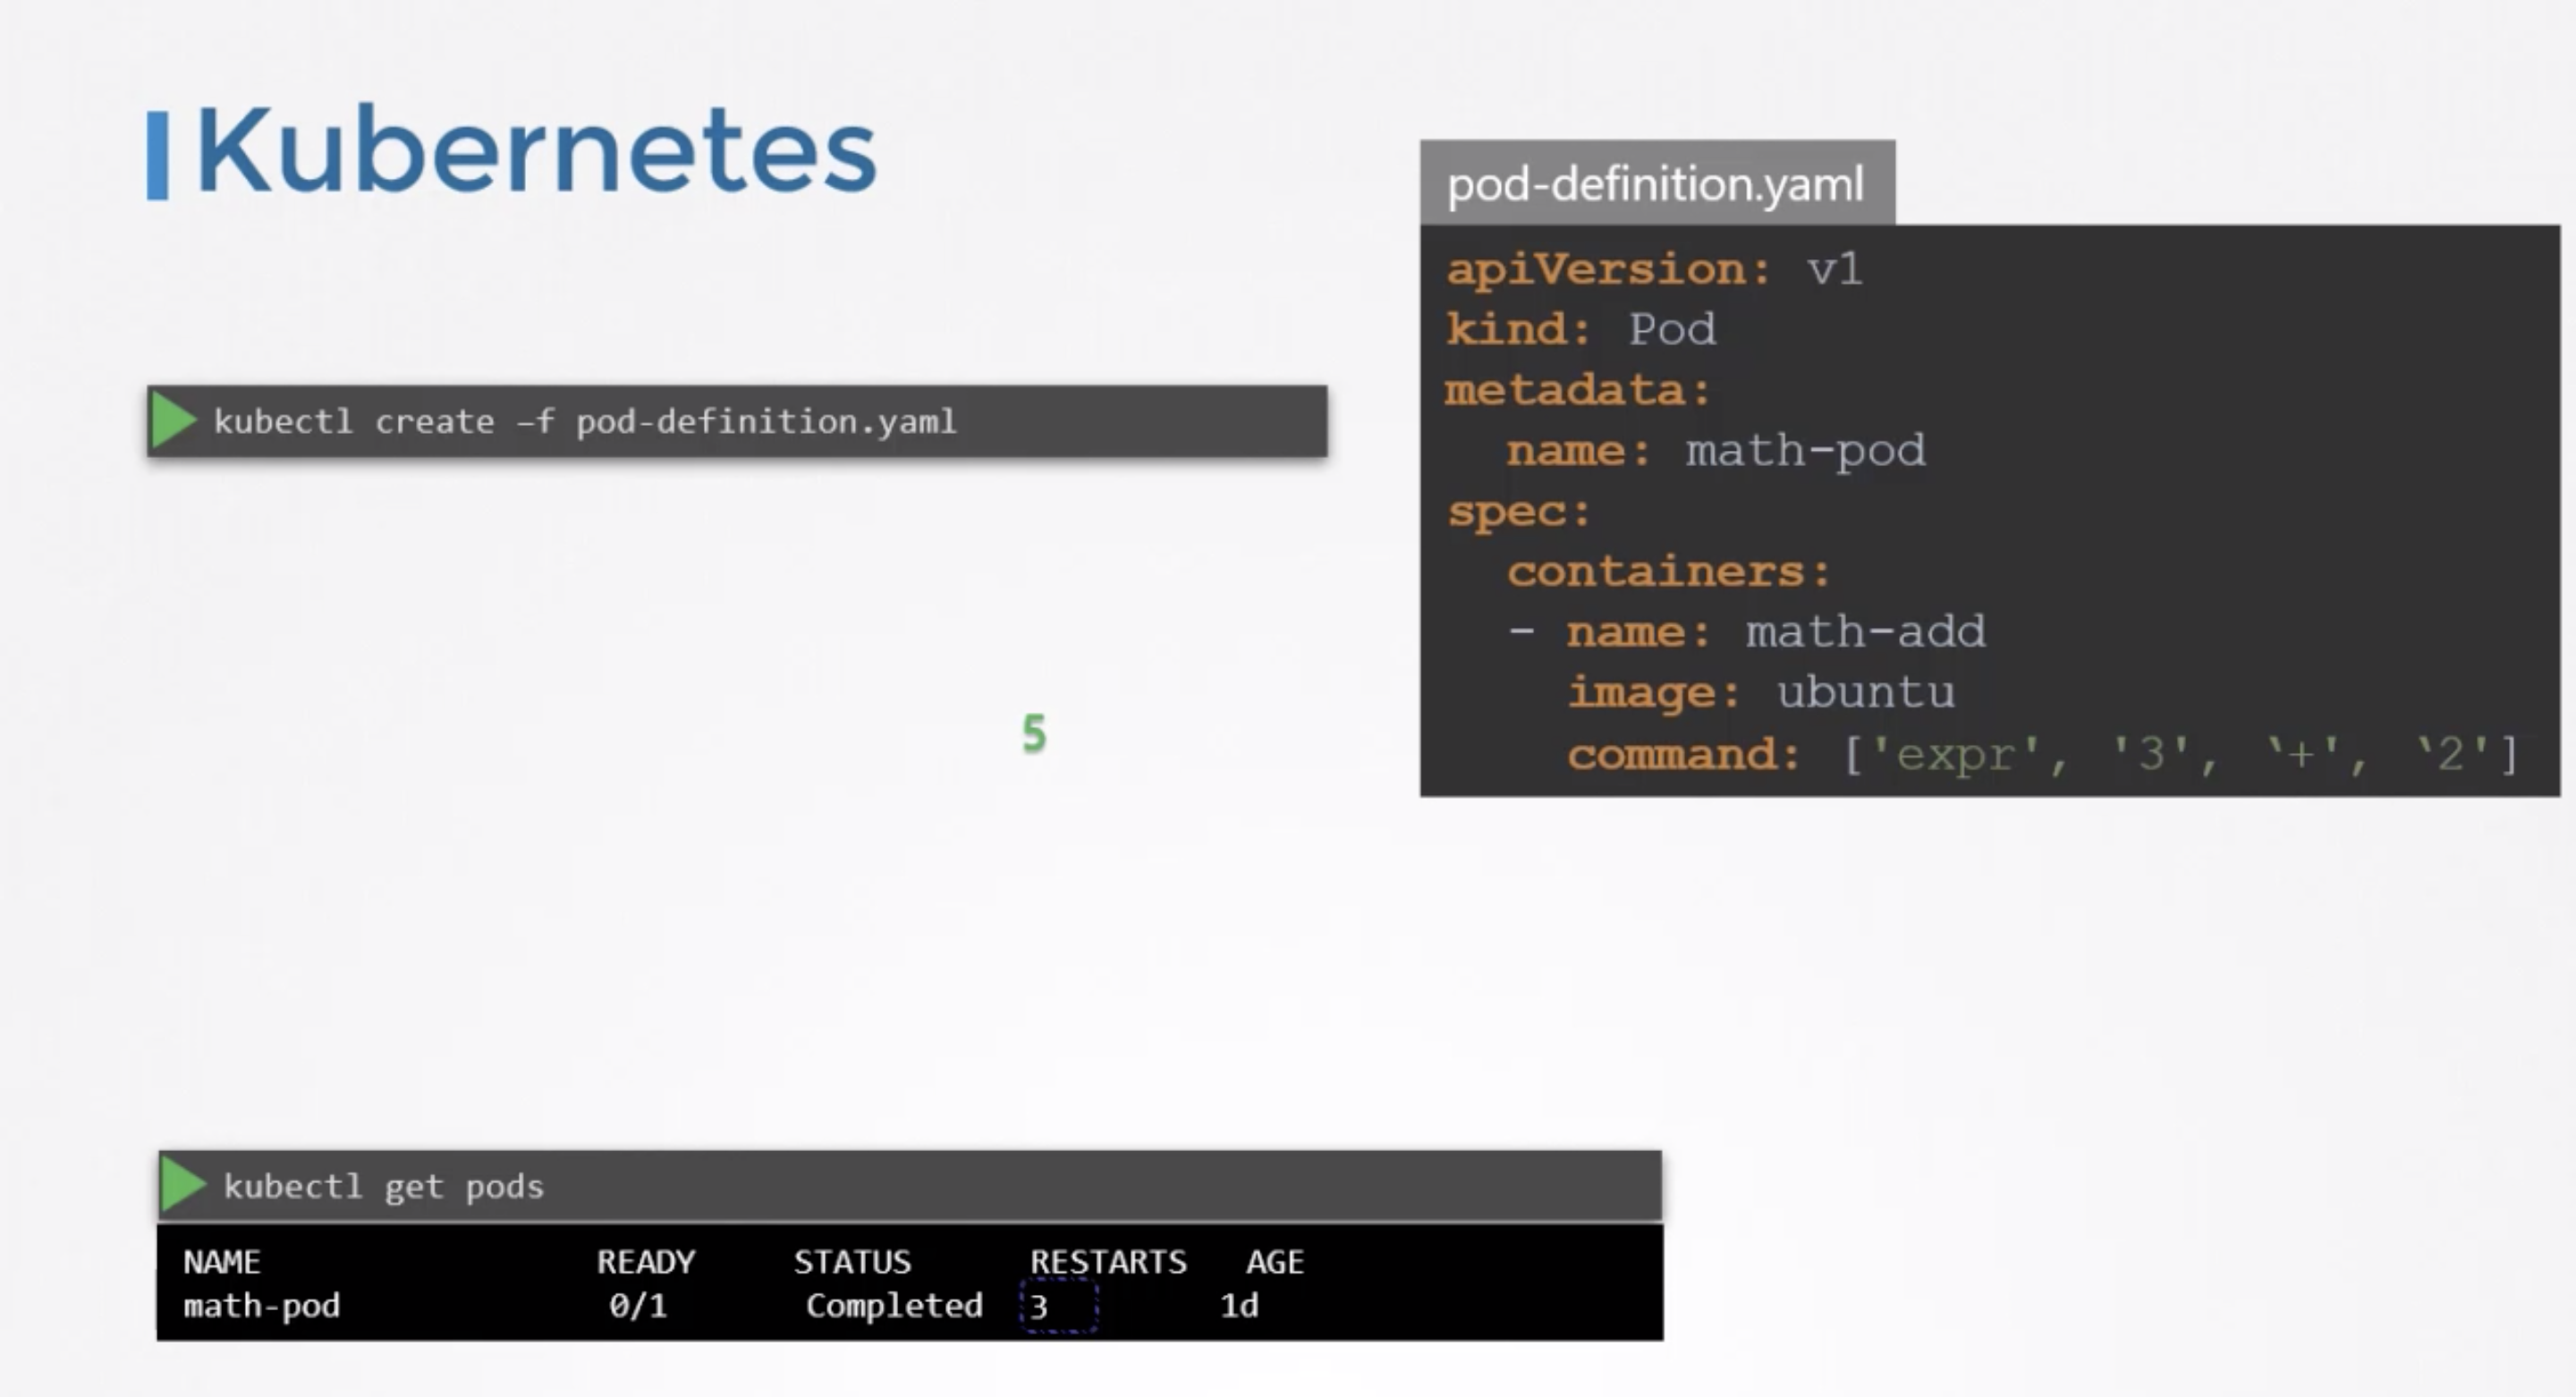 Kubernetes
kubectl create –f pod-definition.yaml
5
pod-definition.yaml
apiVersion: v1
kind: Pod
metadata:
  name: math-pod
spec:
  containers:
  - name: math-add
    image: ubuntu
    command: ['expr', '3', ‵+', ‵2']
kubectl get pods
NAME READY STATUS RESTARTS AGE
math-pod 0/1 Completed 3 1d